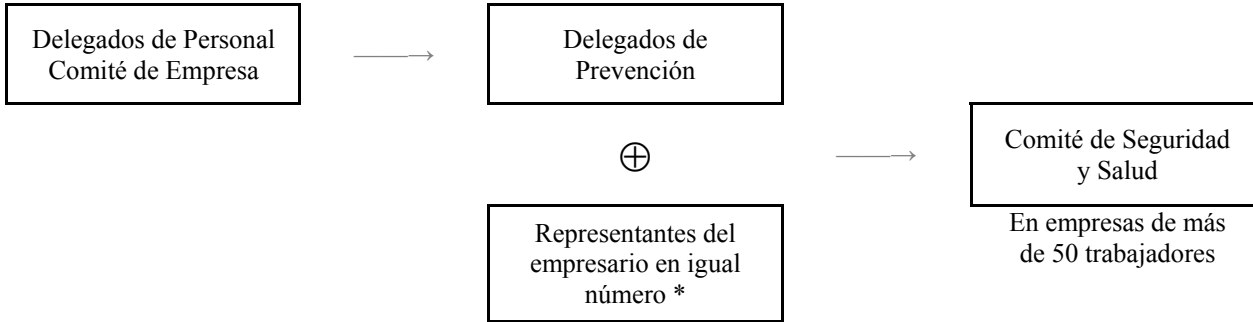 Delegados de Personal
Comité de Empresa
Delegados de
Prevención
Comité de Seguridad
y Salud
En empresas de más
de 50 trabajadores
Representantes del
empresario en igual
número *